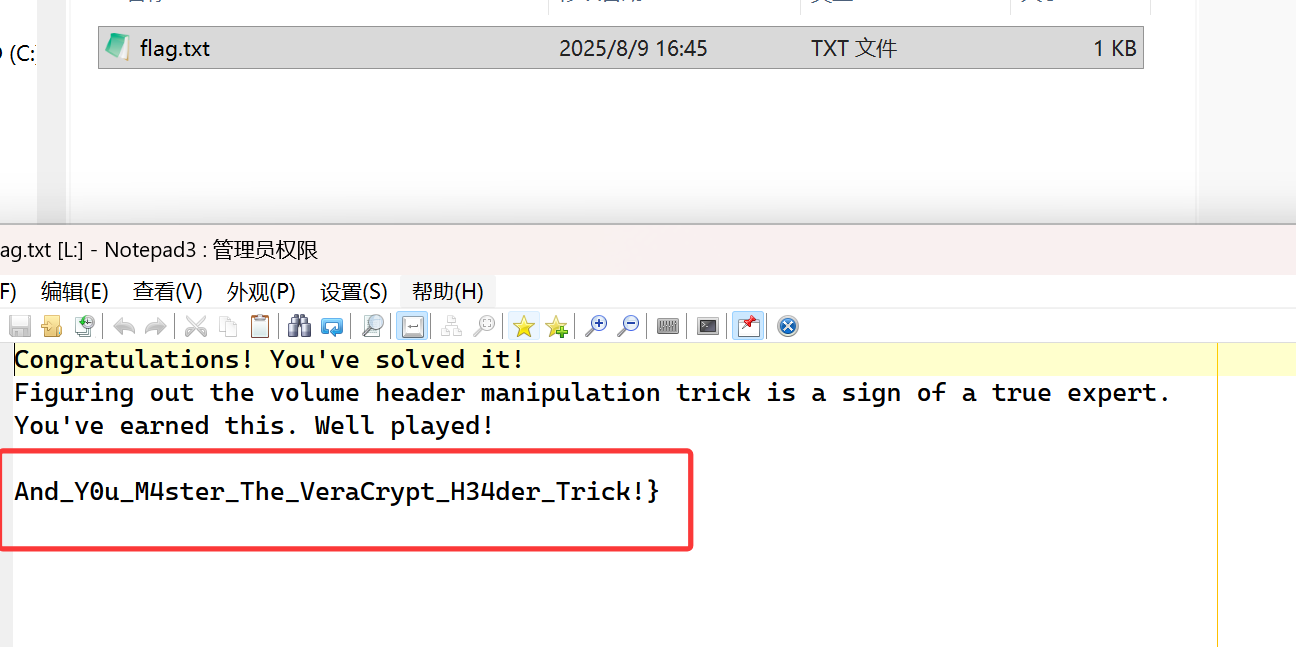 (C:)
flag.txt 2025/8/9 16:45 TXT 文件 1 KB
ag.txt [L:] - Notepad3 : 管理员权限
F) 编辑(E) 查看(V) 外观(P) 设置(S) 帮助(H)
Congratulations! You've solved it!
Figuring out the volume header manipulation trick is a sign of a true expert.
You've earned this. Well played!
And_Y0u_M4ster_The_VeraCrypt_H34der_Trick!}